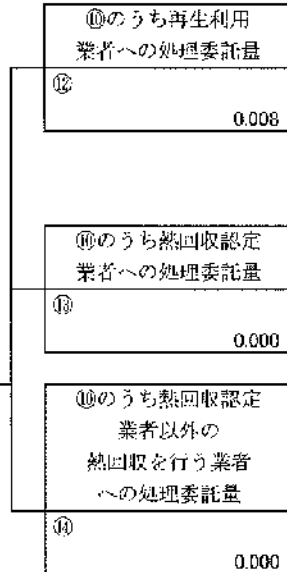 ⑩のうち再生利用
業者への処理委託量
⑫
0.008
⑩のうち熱回収認定
業者への処理委託量
⑬
0.000
⑩のうち熱回収認定
業者以外の
熱回収を行う業者
への処理委託量
⑭
0.000